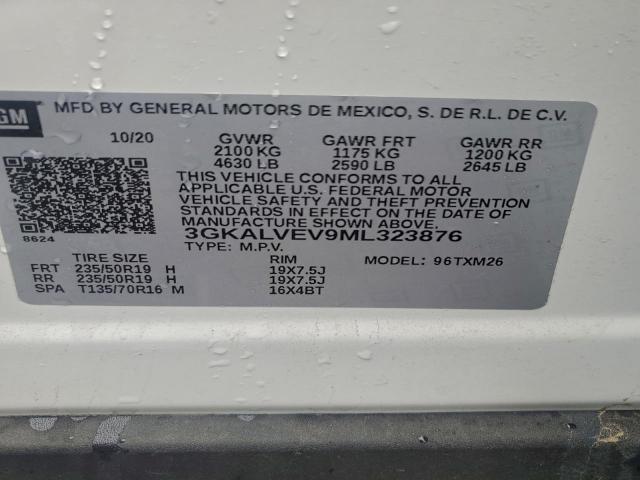 GM
MFD BY GENERAL MOTORS DE MEXICO, S. DE R.L. DE C.V.
10/20 GVWR GAWR FRT GAWR RR
2100 KG 1175 KG 1200 KG
4630 LB 2590 LB 2645 LB
THIS VEHICLE CONFORMS TO ALL
APPLICABLE U.S. FEDERAL MOTOR
VEHICLE SAFETY AND THEFT PREVENTION
STANDARDS IN EFFECT ON THE DATE OF
MANUFACTURE SHOWN ABOVE.
3GKALVEV9ML323876
8624
TYPE: M.P.V. MODEL: 96TXM26
TIRE SIZE RIM
FRT 235/50R19 H 19X7.5J
RR 235/50R19 H 19X7.5J
SPA T135/70R16 M 16X4BT